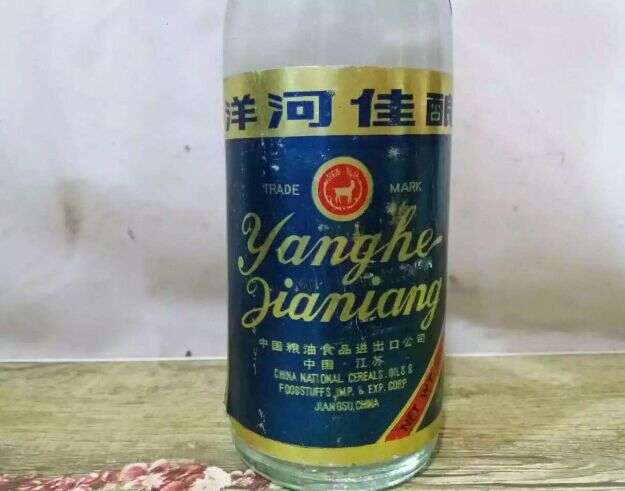 洋河佳酿
TRADE MARK
Yanghe
Jianiang
中国粮油食品进出口公司
中国·江苏
CHINA NATIONAL CEREALS. OILS &
FOODSTUFFS, IMP. & EXP. CORP.
JIANGSU, CHINA
NET